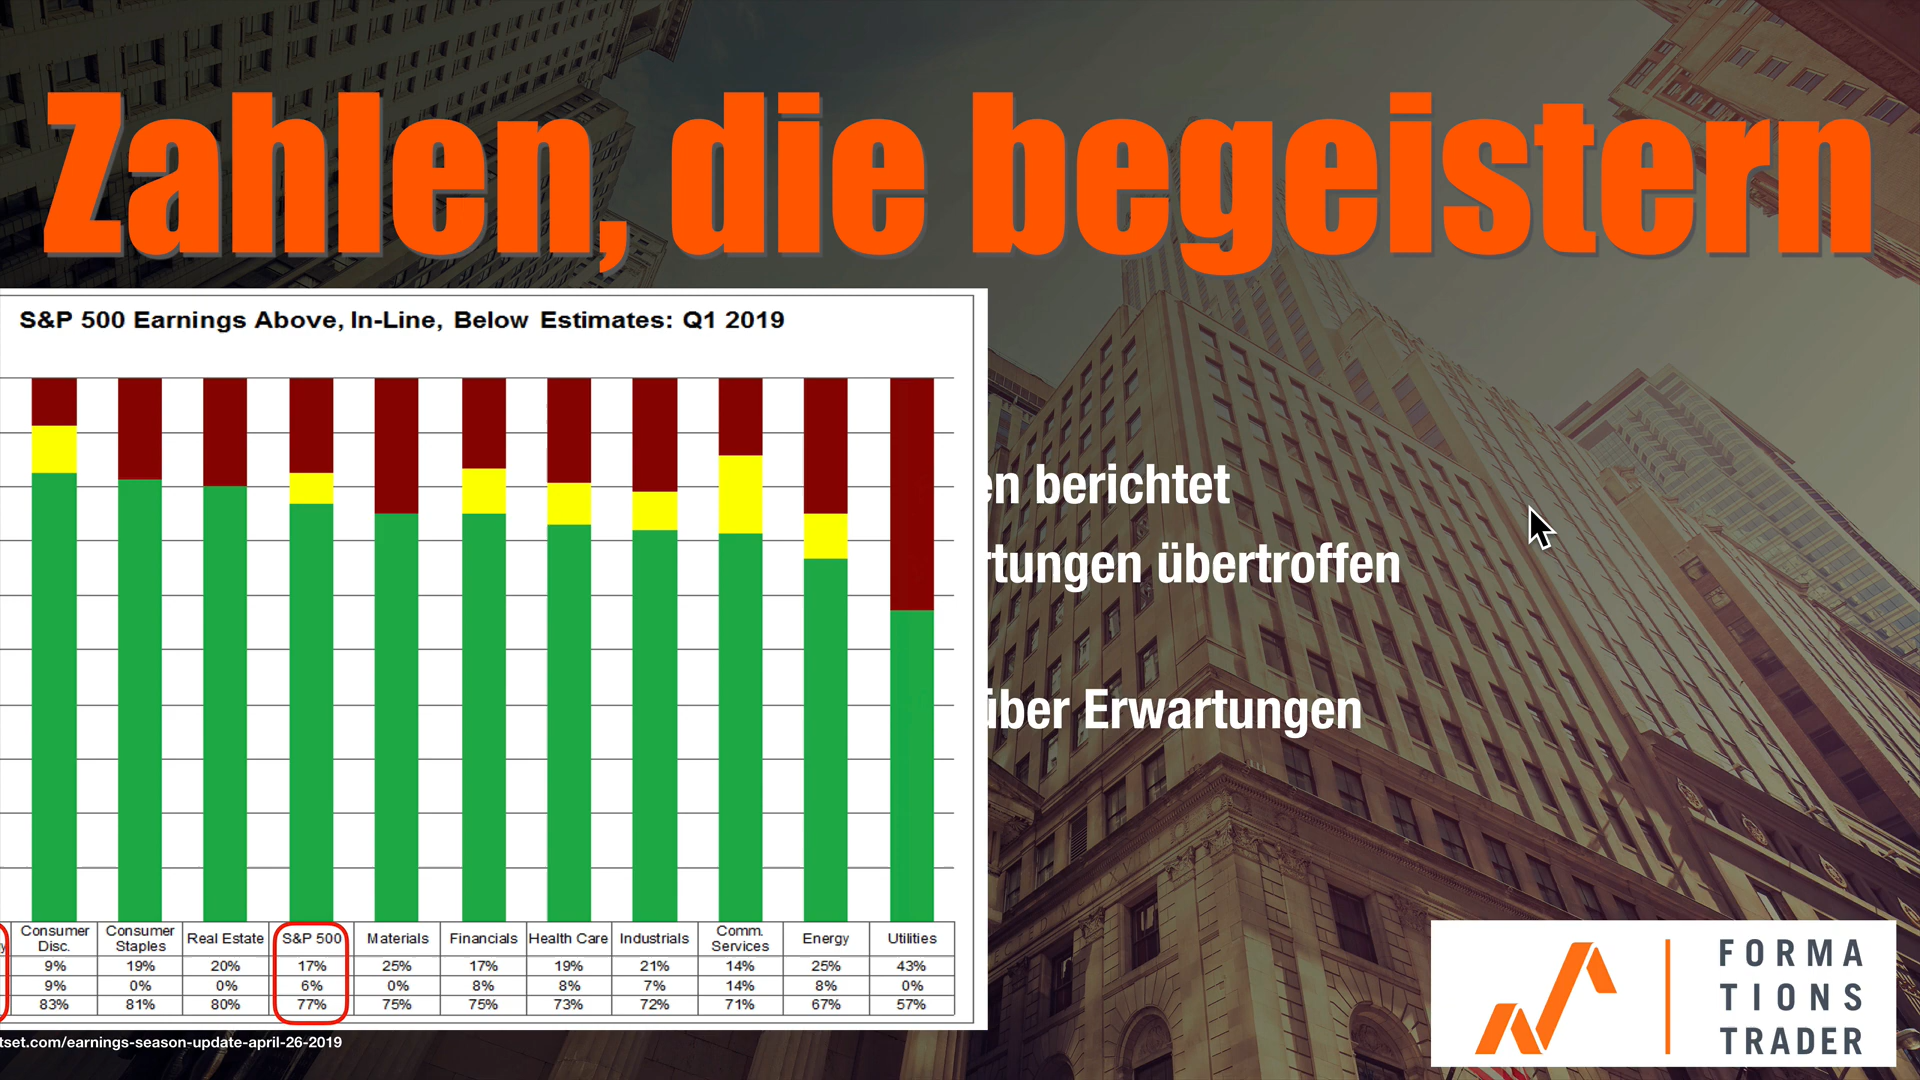 Zahlen, die begeistern
S&P 500 Earnings Above, In-Line, Below Estimates: Q1 2019
en berichtet
rtungen übertroffen
über Erwartungen
y Consumer Disc. Consumer Staples Real Estate S&P 500 Materials Financials Health Care Industrials Comm. Services Energy Utilities
9% 19% 20% 17% 25% 17% 19% 21% 14% 25% 43%
9% 0% 0% 6% 0% 8% 8% 7% 14% 8% 0%
83% 81% 80% 77% 75% 75% 73% 72% 71% 67% 57%
tset.com/earnings-season-update-april-26-2019
FORMA
TIONS
TRADER